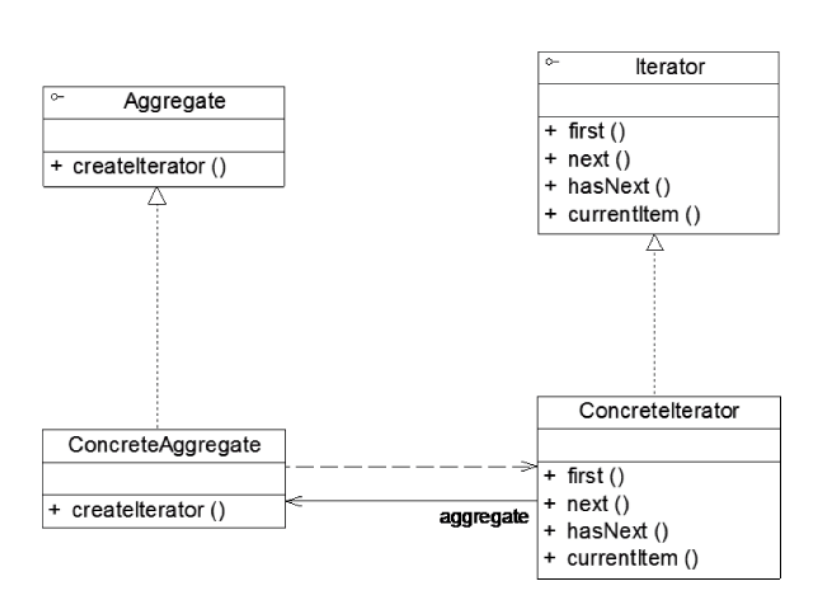 Aggregate
+ createIterator ()
Iterator
+ first ()
+ next ()
+ hasNext ()
+ currentItem ()
ConcreteAggregate
+ createIterator ()
aggregate
ConcreteIterator
+ first ()
+ next ()
+ hasNext ()
+ currentItem ()